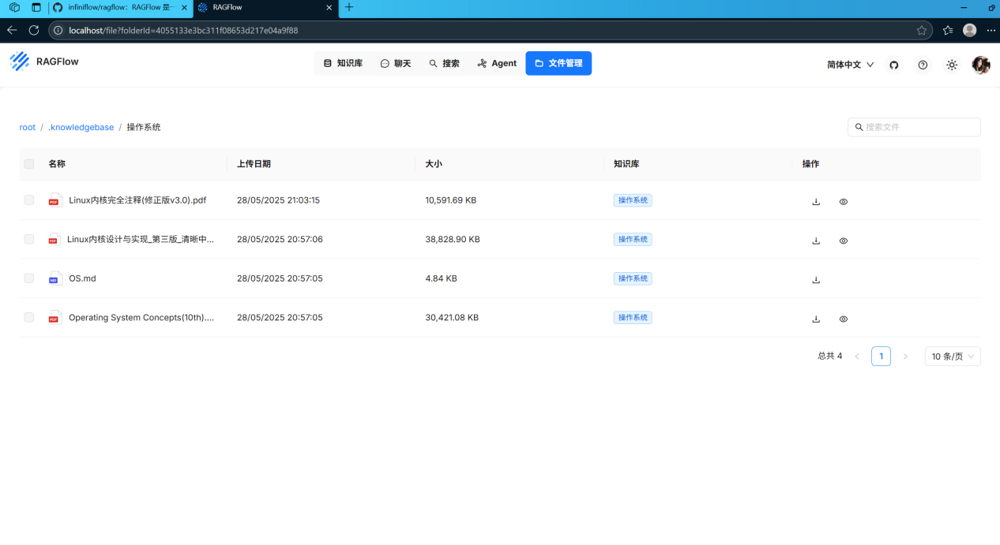 infiniflow/ragflow：RAGFlow 是一
RAGFlow
localhost/file?folderId=4055133e3bc311f08653d217e04a9f88
RAGFlow
知识库
聊天
搜索
Agent
文件管理
简体中文
root / .knowledgebase / 操作系统
搜索文件
名称 上传日期 大小 知识库 操作
PDF Linux内核完全注释(修正版v3.0).pdf 28/05/2025 21:03:15 10,591.69 KB 操作系统
PDF Linux内核设计与实现_第三版_清晰中... 28/05/2025 20:57:06 38,828.90 KB 操作系统
MD OS.md 28/05/2025 20:57:05 4.84 KB 操作系统
PDF Operating System Concepts(10th).... 28/05/2025 20:57:05 30,421.08 KB 操作系统
总共 4 1 10 条/页